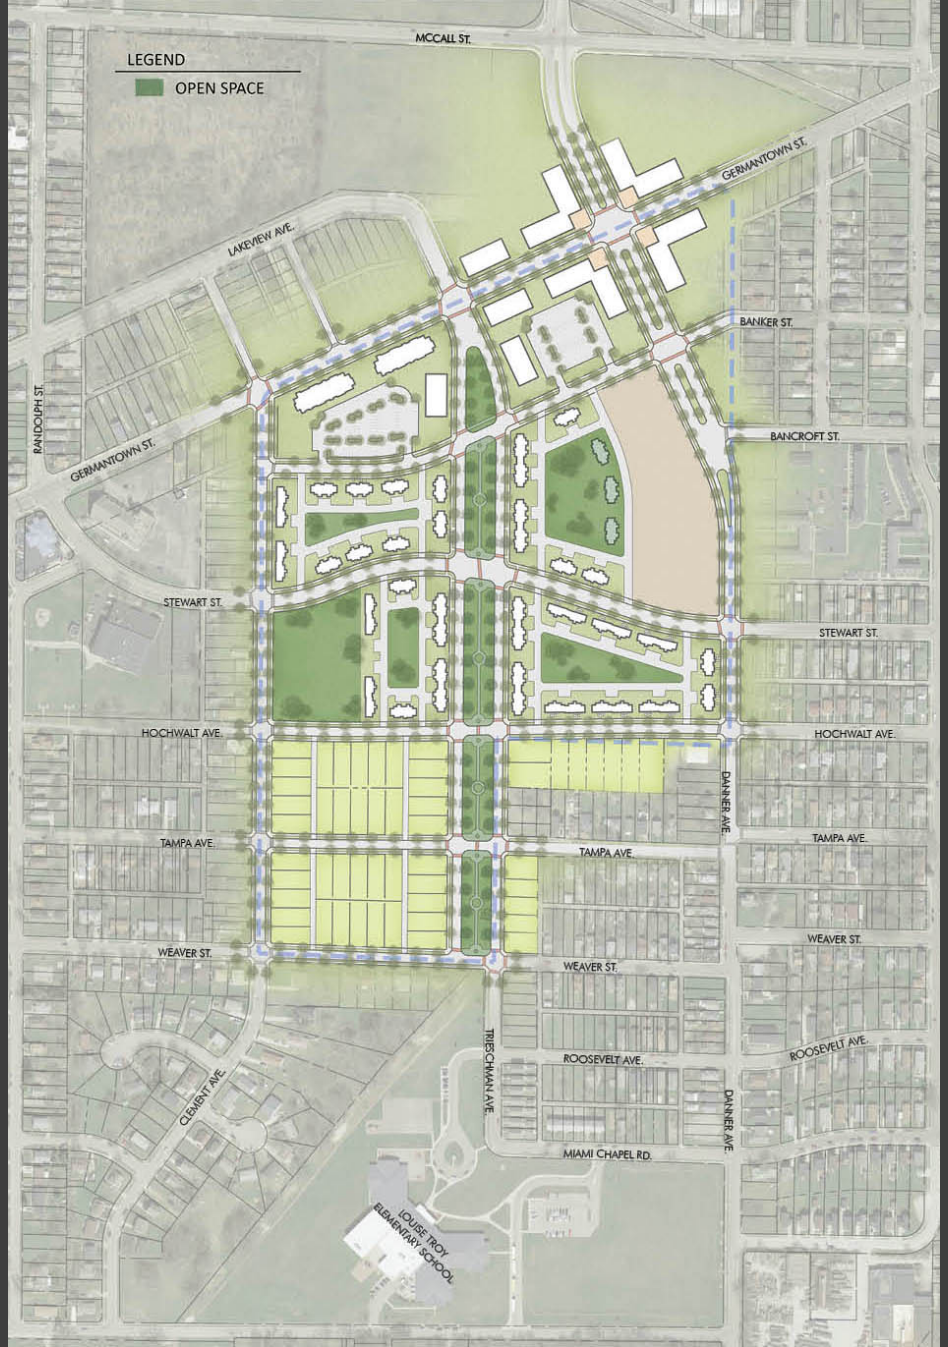 MCCALL ST.
LEGEND
OPEN SPACE
GERMANTOWN ST.
LAKEVIEW AVE.
BANKER ST.
RANDOLPH ST.
BANCROFT ST.
GERMANTOWN ST.
STEWART ST.
STEWART ST.
HOCHWALT AVE.
HOCHWALT AVE.
DANNER AVE.
TAMPA AVE.
TAMPA AVE.
TAMPA AVE.
WEAVER ST.
WEAVER ST.
WEAVER ST.
ROOSEVELT AVE.
ROOSEVELT AVE.
TRIESCHMAN AVE.
CLEMENT AVE.
DANNER AVE.
MIAMI CHAPEL RD.
LOUISE TROY
ELEMENTARY SCHOOL